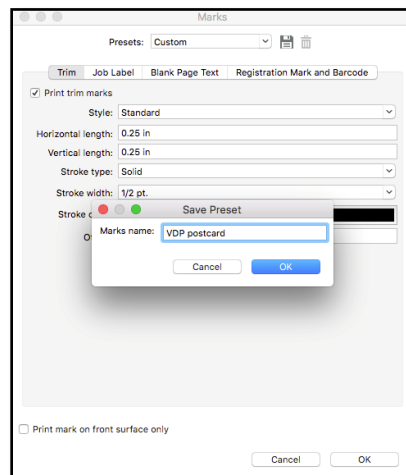 Marks
Presets: Custom
Trim Job Label Blank Page Text Registration Mark and Barcode
Print trim marks
Style: Standard
Horizontal length: 0.25 in
Vertical length: 0.25 in
Stroke type: Solid
Stroke width: 1/2 pt.
Stroke
Save Preset
Marks name: VDP postcard
Cancel OK
Print mark on front surface only
Cancel OK